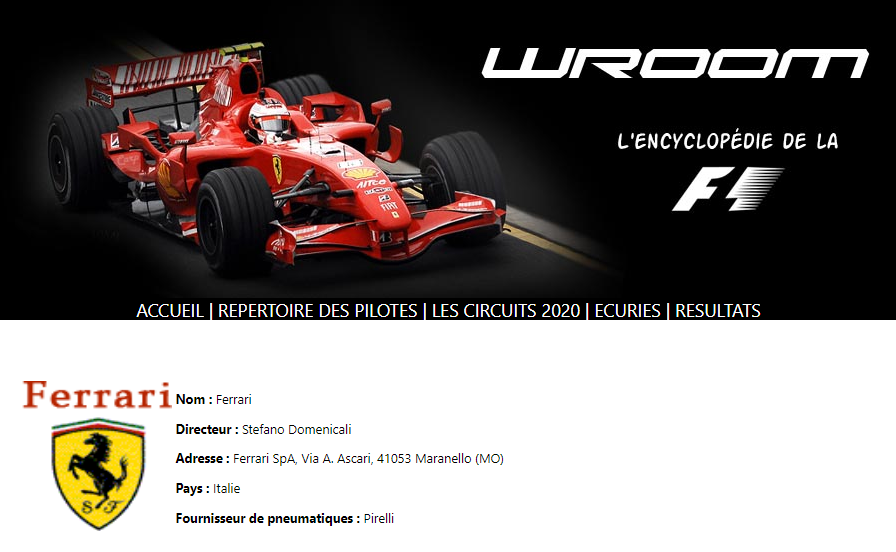 WROOM
L'ENCYCLOPÉDIE DE LA
F1
ACCUEIL | REPERTOIRE DES PILOTES | LES CIRCUITS 2020 | ECURIES | RESULTATS
Ferrari
S F
Nom : Ferrari
Directeur : Stefano Domenicali
Adresse : Ferrari SpA, Via A. Ascari, 41053 Maranello (MO)
Pays : Italie
Fournisseur de pneumatiques : Pirelli